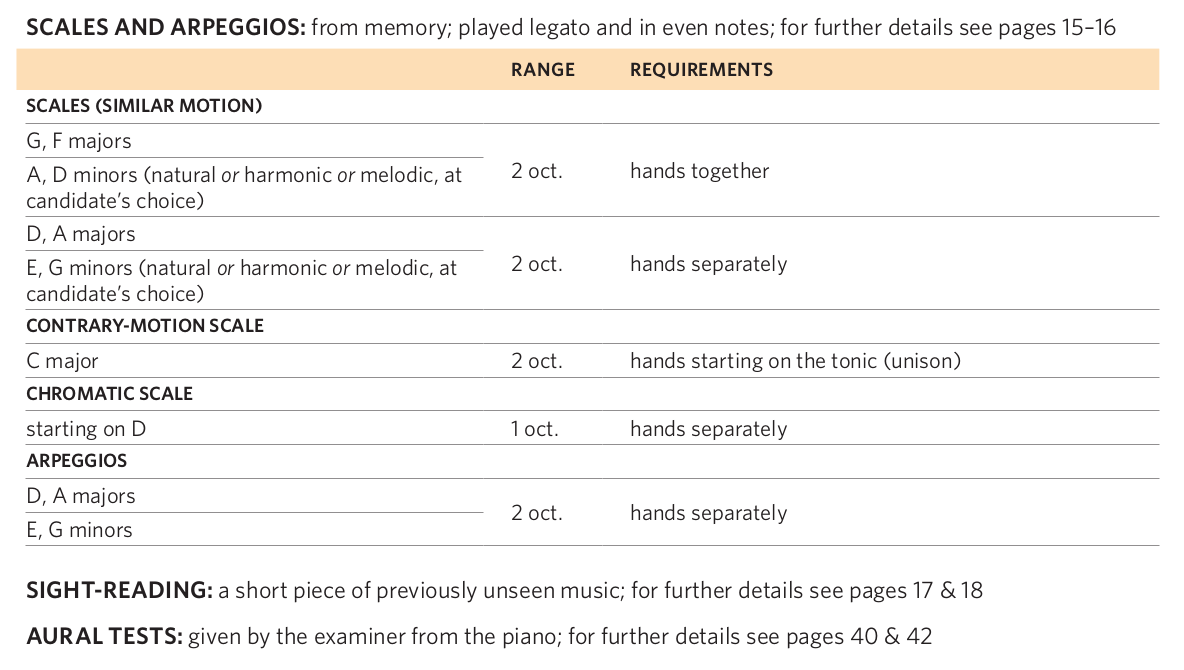 SCALES AND ARPEGGIOS: from memory; played legato and in even notes; for further details see pages 15–16
RANGE REQUIREMENTS
SCALES (SIMILAR MOTION)
G, F majors
A, D minors (natural or harmonic or melodic, at
candidate’s choice)
2 oct. hands together
D, A majors
E, G minors (natural or harmonic or melodic, at
candidate’s choice)
2 oct. hands separately
CONTRARY-MOTION SCALE
C major 2 oct. hands starting on the tonic (unison)
CHROMATIC SCALE
starting on D 1 oct. hands separately
ARPEGGIOS
D, A majors
E, G minors
2 oct. hands separately
SIGHT-READING: a short piece of previously unseen music; for further details see pages 17 & 18
AURAL TESTS: given by the examiner from the piano; for further details see pages 40 & 42